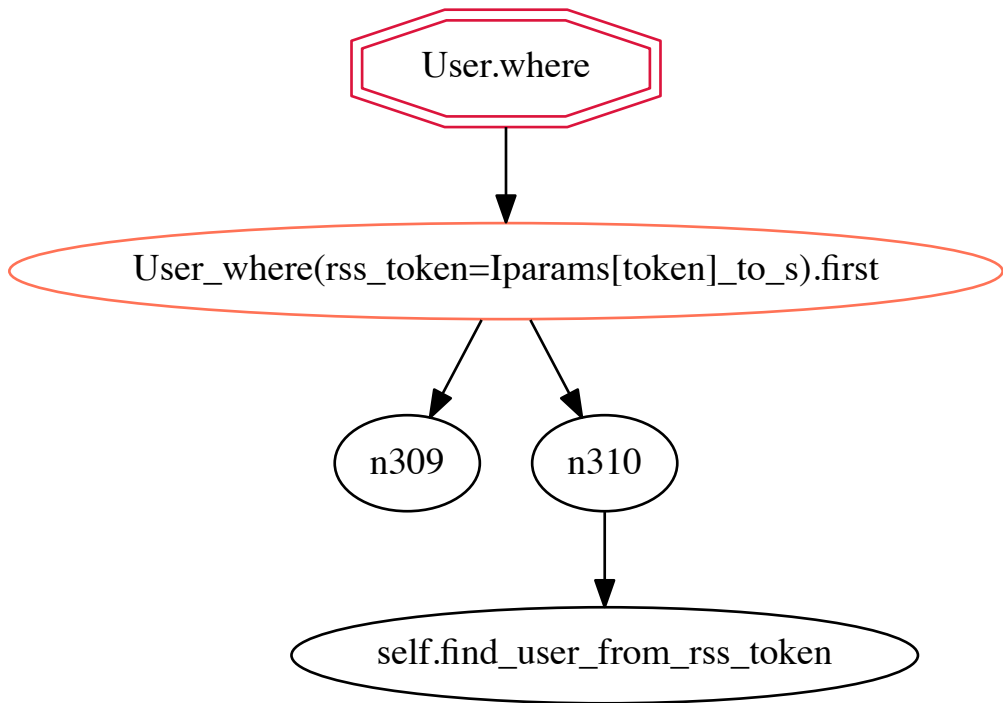 User.where
User_where(rss_token=Iparams[token]_to_s).first
n309
n310
self.find_user_from_rss_token